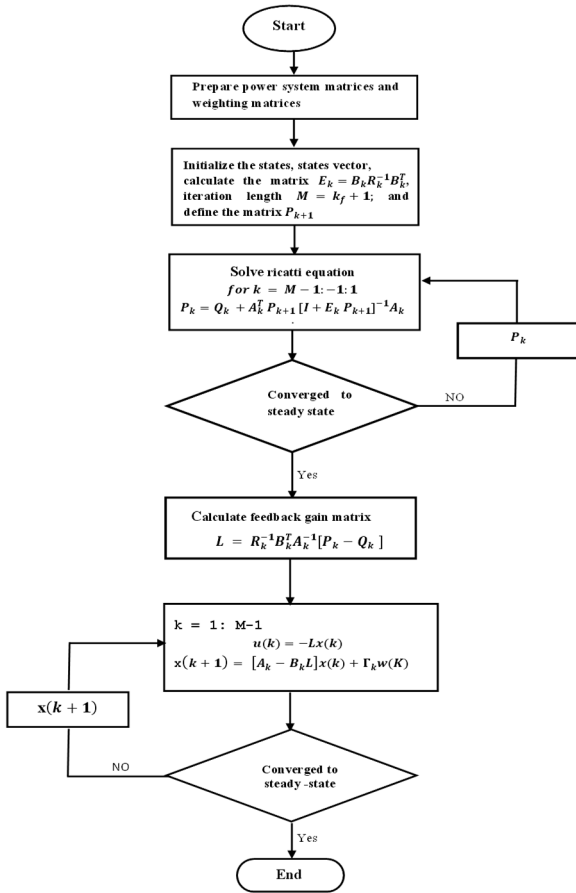 Start
Prepare power system matrices and
weighting matrices
Initialize the states, states vector,
calculate the matrix E_k = B_k R_k^{-1} B_k^T,
iteration length M = k_f + 1; and
define the matrix P_{k+1}
Solve ricatti equation
for k = M − 1: −1: 1
P_k = Q_k + A_k^T P_{k+1} [I + E_k P_{k+1}]^{-1} A_k
P_k
Converged to
steady state
NO
Yes
Calculate feedback gain matrix
L = R_k^{-1} B_k^T A_k^{-1} [P_k − Q_k ]
k = 1: M-1
u(k) = −Lx(k)
x(k + 1) = [A_k − B_k L]x(k) + Γ_k w(K)
x(k + 1)
NO
Converged to
steady -state
Yes
End